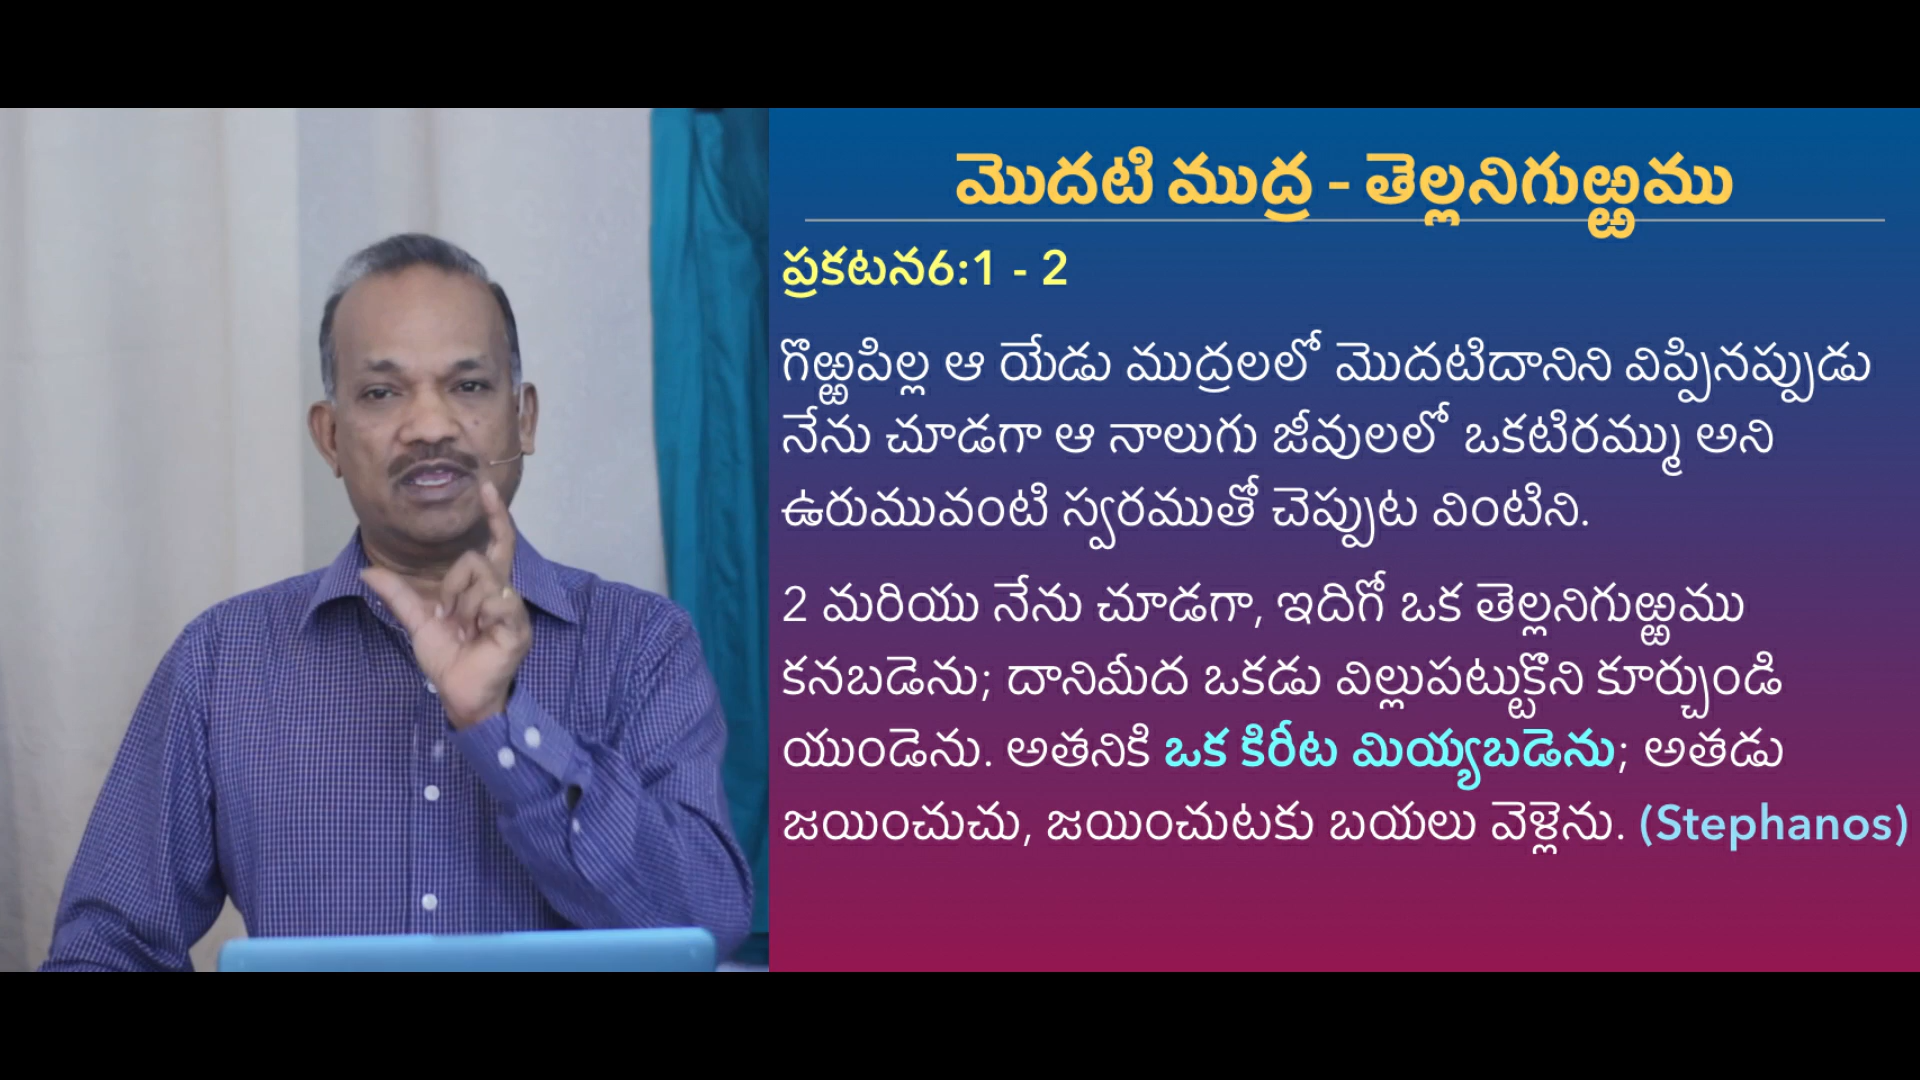 మొదటి ముద్ర - తెల్లనిగుఱ్ఱము
ప్రకటన6:1 - 2
గొఱ్ఱపిల్ల ఆ యేడు ముద్రలలో మొదటిదానిని విప్పినప్పుడు
నేను చూడగా ఆ నాలుగు జీవులలో ఒకటిరమ్ము అని
ఉరుమువంటి స్వరముతో చెప్పుట వింటిని.
2 మరియు నేను చూడగా, ఇదిగో ఒక తెల్లనిగుఱ్ఱము
కనబడెను; దానిమీద ఒకడు విల్లుపట్టుకొని కూర్చుండి
యుండెను. అతనికి ఒక కిరీట మియ్యబడెను; అతడు
జయించుచు, జయించుటకు బయలు వెళ్లెను. (Stephanos)